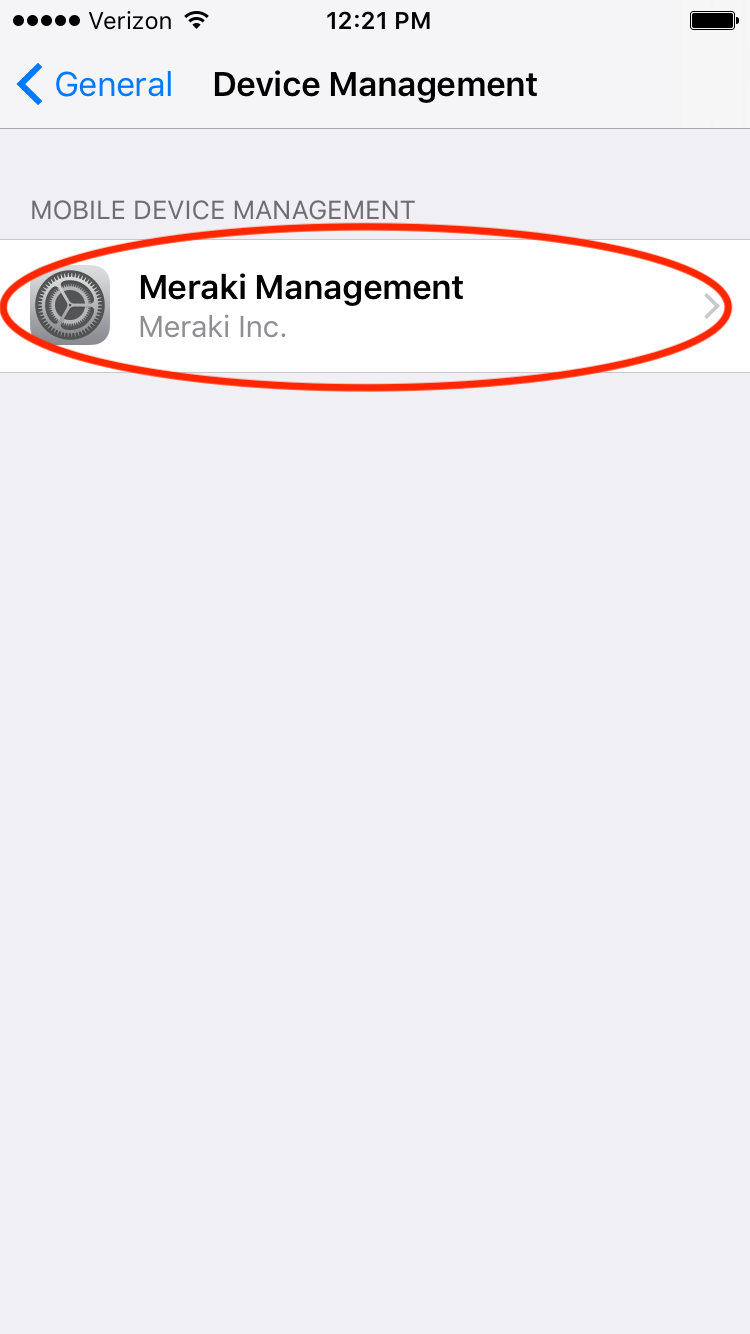 Verizon 12:21 PM
General Device Management
MOBILE DEVICE MANAGEMENT
Meraki Management
Meraki Inc.